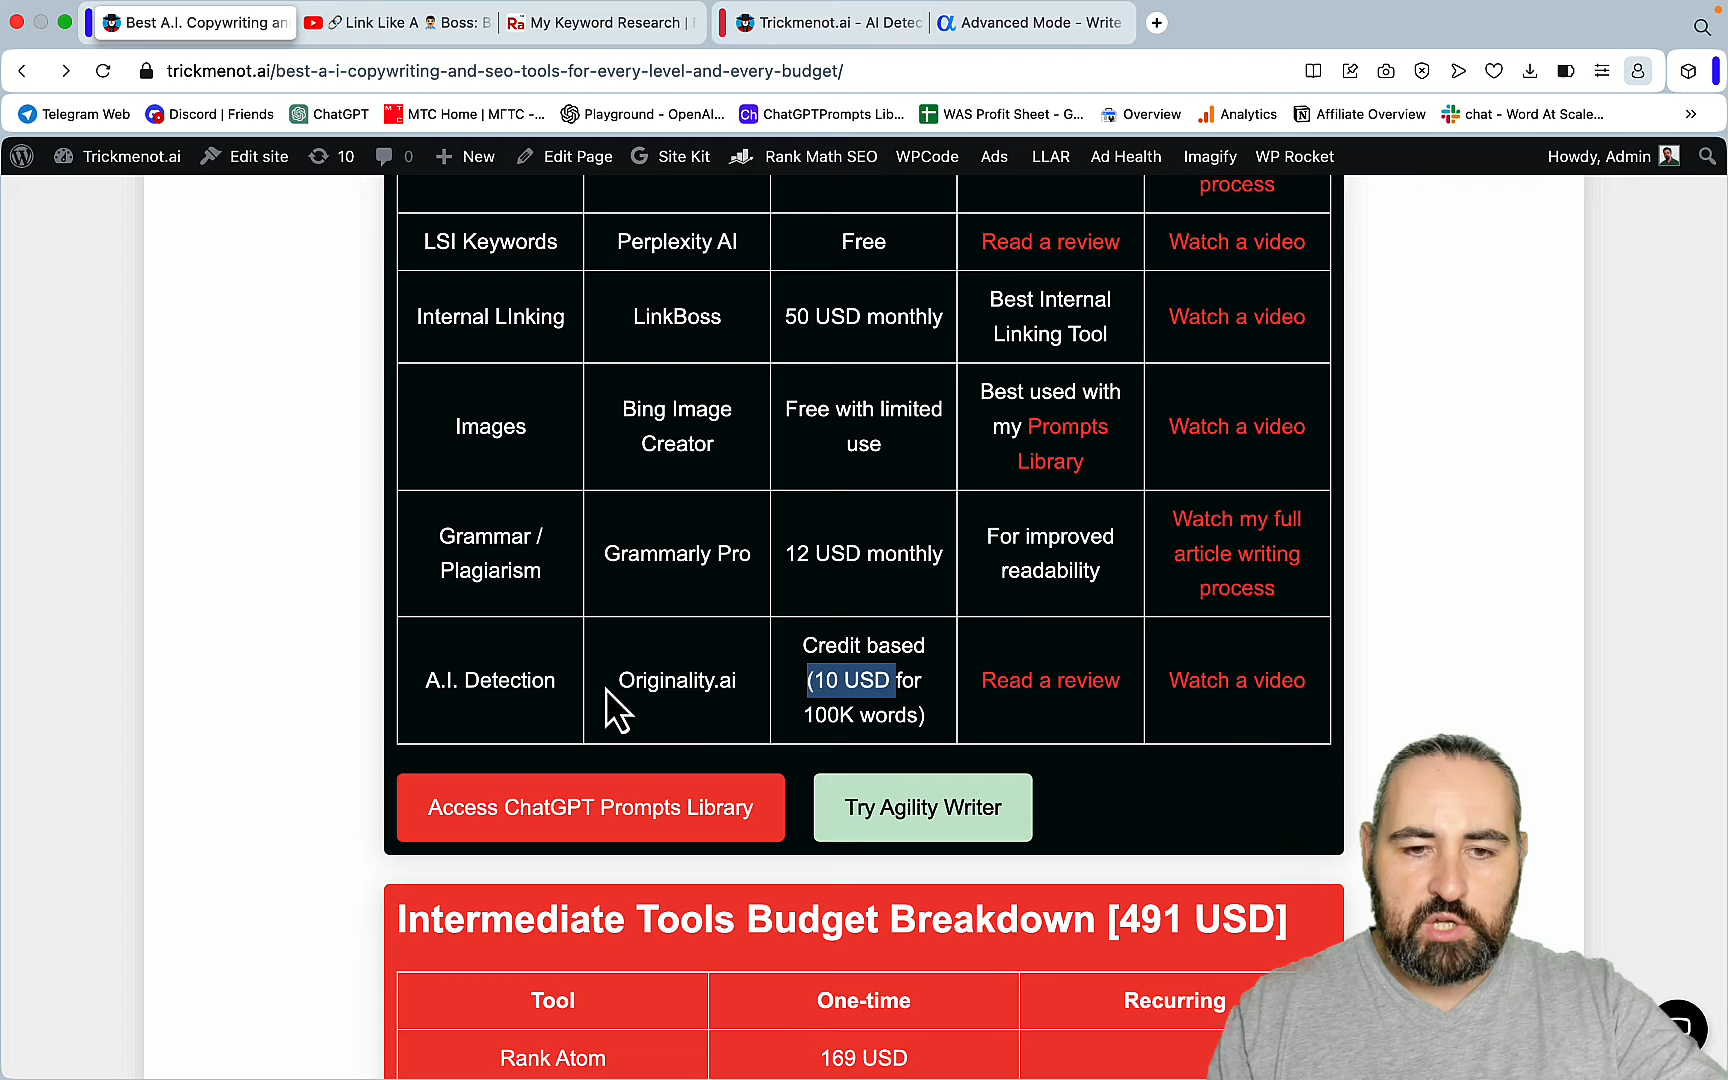 Best A.I. Copywriting an
Link Like A Boss: B
Ra My Keyword Research |
Trickmenot.ai - AI Detec
Advanced Mode - Write
trickmenot.ai/best-a-i-copywriting-and-seo-tools-for-every-level-and-every-budget/
Telegram Web
Discord | Friends
ChatGPT
MTC Home | МГТС -...
Playground - OpenAI...
Ch ChatGPTPrompts Lib...
WAS Profit Sheet - G...
Overview
Analytics
Affiliate Overview
chat - Word At Scale...
Trickmenot.ai
Edit site
10
0
New
Edit Page
Site Kit
Rank Math SEO
WPCode
Ads
LLAR
Ad Health
Imagify
WP Rocket
Howdy, Admin
process
LSI Keywords
Perplexity AI
Free
Read a review
Watch a video
Internal LInking
LinkBoss
50 USD monthly
Best Internal
Linking Tool
Watch a video
Images
Bing Image
Creator
Free with limited
use
Best used with
my Prompts
Library
Watch a video
Grammar /
Plagiarism
Grammarly Pro
12 USD monthly
For improved
readability
Watch my full
article writing
process
A.I. Detection
Originality.ai
Credit based
(10 USD for
100K words)
Read a review
Watch a video
Access ChatGPT Prompts Library
Try Agility Writer
Intermediate Tools Budget Breakdown [491 USD]
Tool
One-time
Recurring
Rank Atom
169 USD